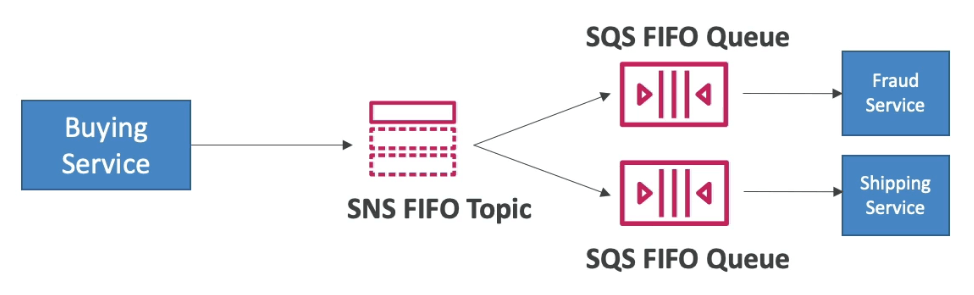 Buying
Service
SNS FIFO Topic
SQS FIFO Queue
Fraud
Service
Shipping
Service
SQS FIFO Queue